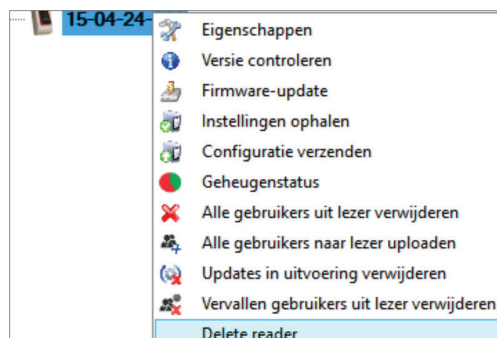 15-04-24-
Eigenschappen
Versie controleren
Firmware-update
Instellingen ophalen
Configuratie verzenden
Geheugenstatus
Alle gebruikers uit lezer verwijderen
Alle gebruikers naar lezer uploaden
Updates in uitvoering verwijderen
Vervallen gebruikers uit lezer verwijderen
Delete reader